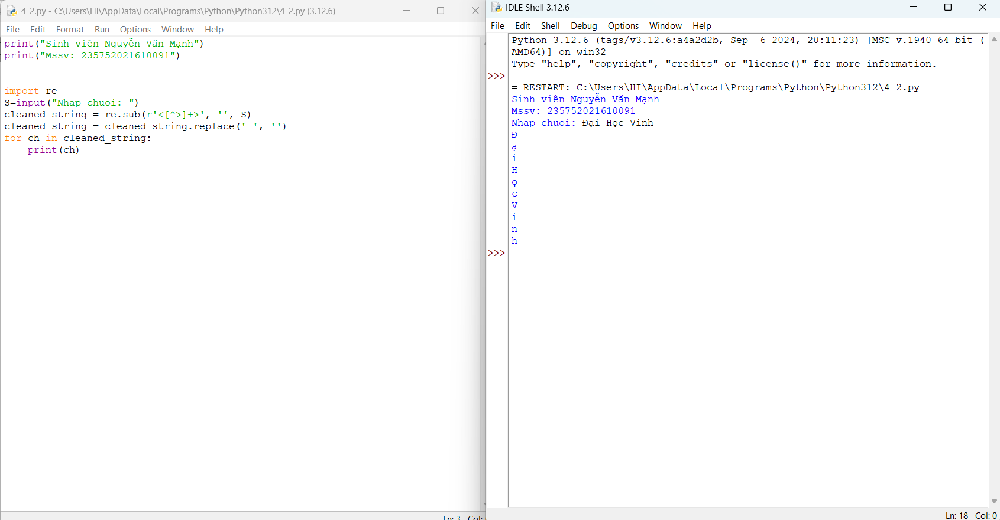 4_2.py - C:\Users\HI\AppData\Local\Programs\Python\Python312\4_2.py (3.12.6)
File Edit Format Run Options Window Help
print("Sinh viên Nguyễn Văn Mạnh")
print("Mssv: 235752021610091")
import re
S=input("Nhap chuoi: ")
cleaned_string = re.sub(r'<[^>]+>', '', S)
cleaned_string = cleaned_string.replace(' ', '')
for ch in cleaned_string:
    print(ch)
Ln: 3 Col:
IDLE Shell 3.12.6
File Edit Shell Debug Options Window Help
Python 3.12.6 (tags/v3.12.6:a4a2d2b, Sep  6 2024, 20:11:23) [MSC v.1940 64 bit (
AMD64)] on win32
Type "help", "copyright", "credits" or "license()" for more information.
>>>
= RESTART: C:\Users\HI\AppData\Local\Programs\Python\Python312\4_2.py
Sinh viên Nguyễn Văn Mạnh
Mssv: 235752021610091
Nhap chuoi: Đại Học Vinh
Đ
ạ
i
H
ọ
c
V
i
n
h
>>>
Ln: 18 Col: 0